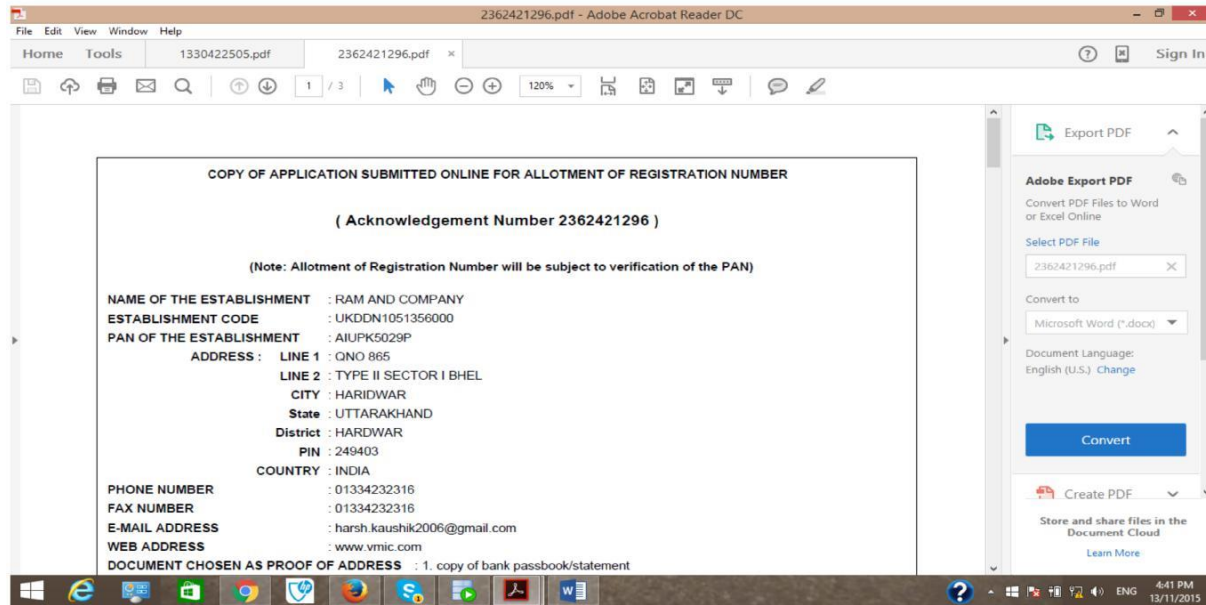 2362421296.pdf - Adobe Acrobat Reader DC
File Edit View Window Help
Home Tools 1330422505.pdf 2362421296.pdf × Sign In
1 / 3 120%
COPY OF APPLICATION SUBMITTED ONLINE FOR ALLOTMENT OF REGISTRATION NUMBER
( Acknowledgement Number 2362421296 )
(Note: Allotment of Registration Number will be subject to verification of the PAN)
NAME OF THE ESTABLISHMENT : RAM AND COMPANY
ESTABLISHMENT CODE : UKDDN1051356000
PAN OF THE ESTABLISHMENT : AIUPK5029P
ADDRESS : LINE 1 : QNO 865
LINE 2 : TYPE II SECTOR I BHEL
CITY : HARIDWAR
State : UTTARAKHAND
District : HARDWAR
PIN : 249403
COUNTRY : INDIA
PHONE NUMBER : 01334232316
FAX NUMBER : 01334232316
E-MAIL ADDRESS : harsh.kaushik2006@gmail.com
WEB ADDRESS : www.vmic.com
DOCUMENT CHOSEN AS PROOF OF ADDRESS : 1. copy of bank passbook/statement
Export PDF
Adobe Export PDF
Convert PDF Files to Word
or Excel Online
Select PDF File
2362421296.pdf
Convert to
Microsoft Word (*.docx)
Document Language:
English (U.S.) Change
Convert
Create PDF
Store and share files in the
Document Cloud
Learn More
ENG
4:41 PM
13/11/2015